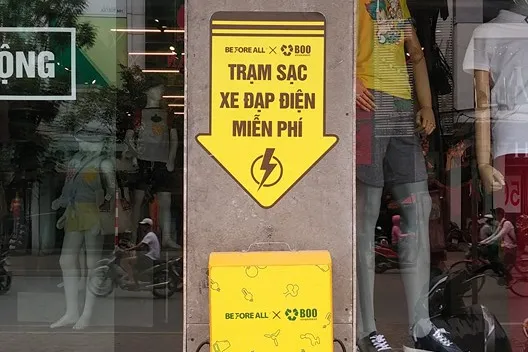 ỘNG
BEFORE ALL × BOO
TRẠM SẠC
XE ĐẠP ĐIỆN
MIỄN PHÍ
BEFORE ALL × BOO